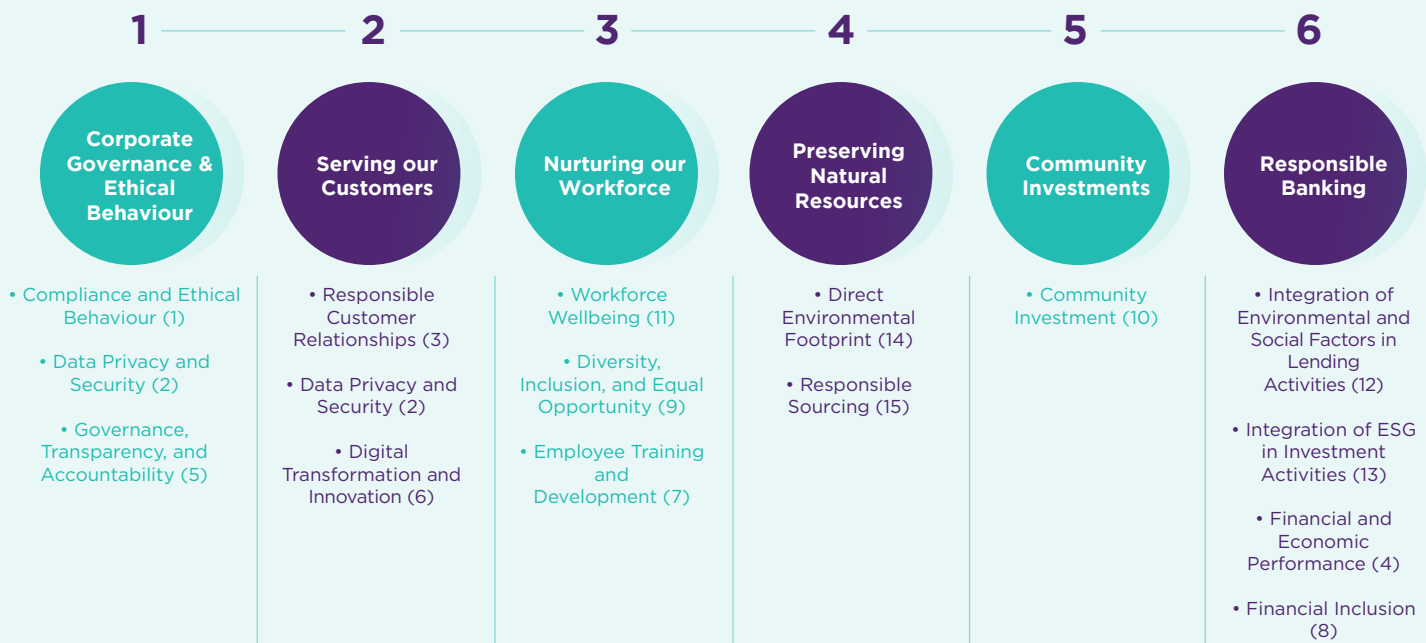 1
2
3
4
5
6
Corporate
Governance &
Ethical
Behaviour
Serving our
Customers
Nurturing our
Workforce
Preserving
Natural
Resources
Community
Investments
Responsible
Banking
• Compliance and Ethical
Behaviour (1)
• Data Privacy and
Security (2)
• Governance,
Transparency, and
Accountability (5)
• Responsible
Customer
Relationships (3)
• Data Privacy and
Security (2)
• Digital
Transformation and
Innovation (6)
• Workforce
Wellbeing (11)
• Diversity,
Inclusion, and Equal
Opportunity (9)
• Employee Training
and
Development (7)
• Direct
Environmental
Footprint (14)
• Responsible
Sourcing (15)
• Community
Investment (10)
• Integration of
Environmental and
Social Factors in
Lending
Activities (12)
• Integration of ESG
in Investment
Activities (13)
• Financial and
Economic
Performance (4)
• Financial Inclusion
(8)